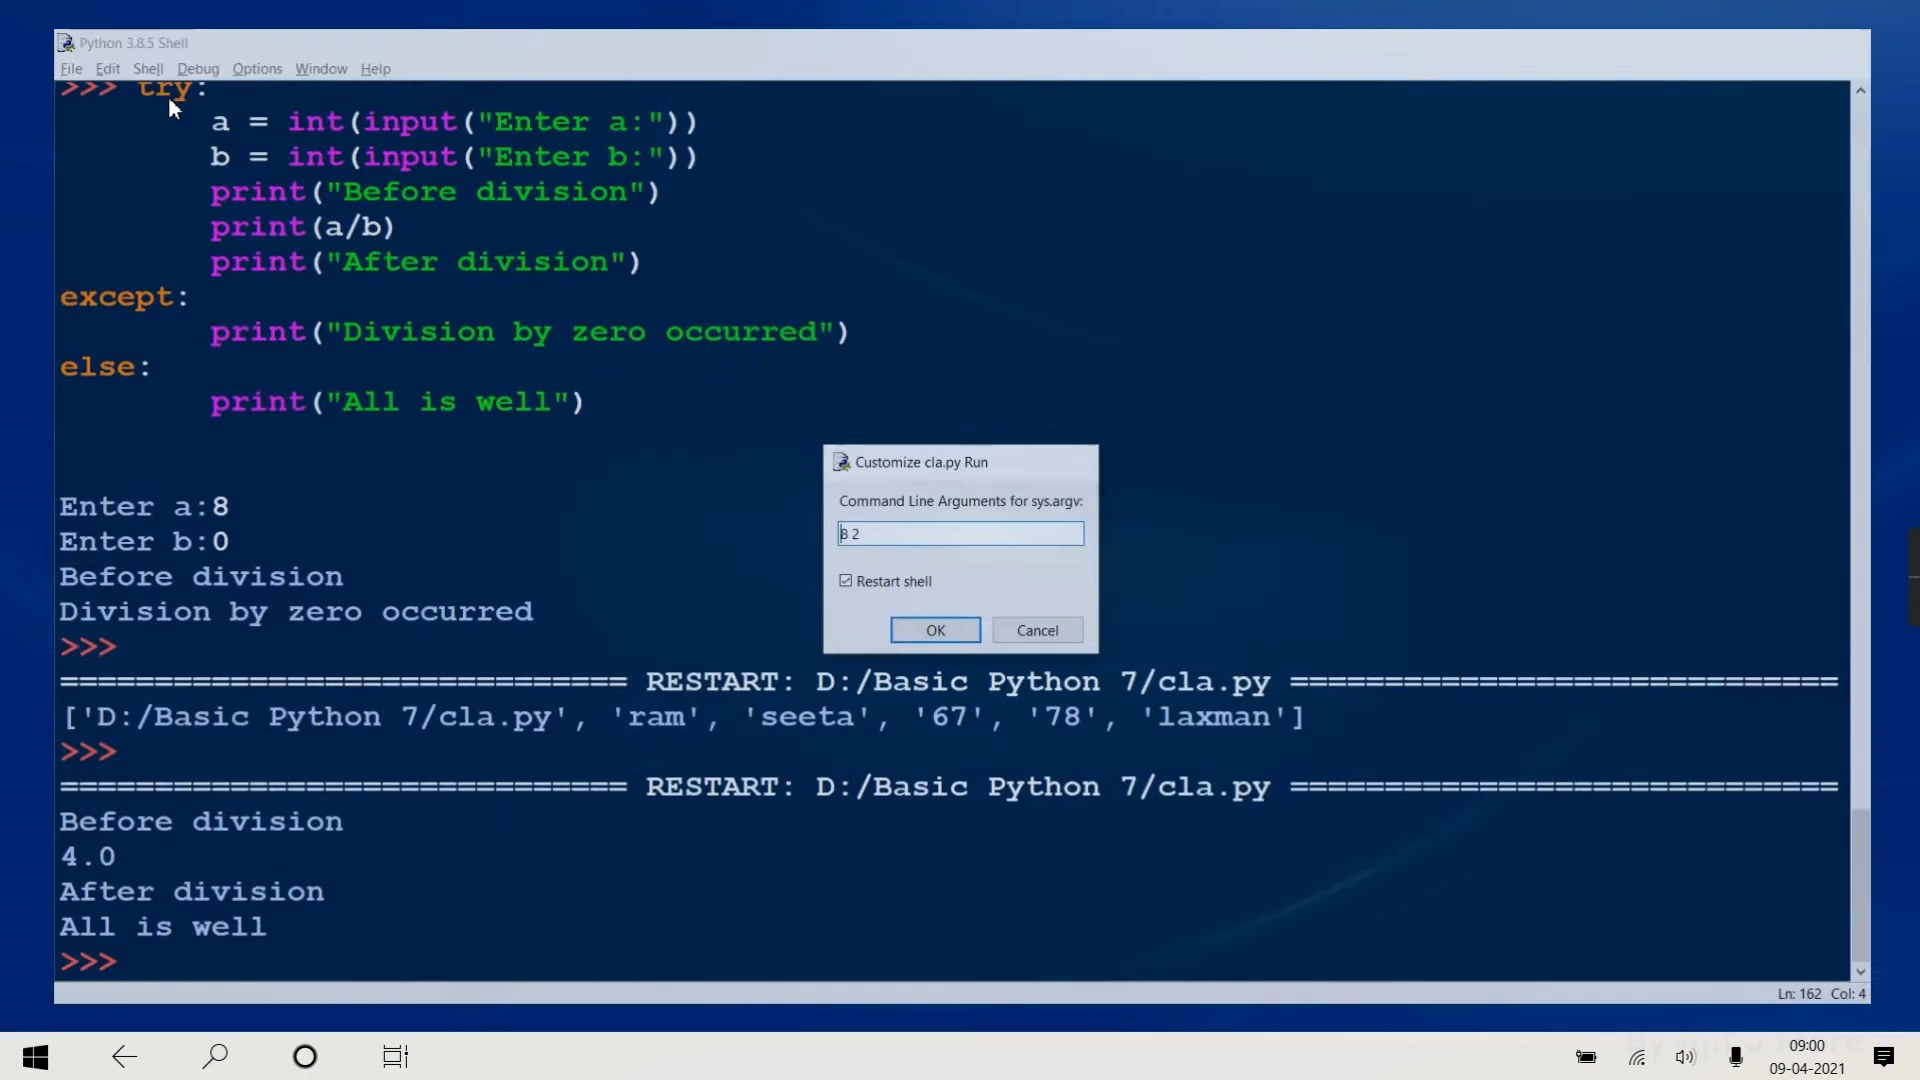 Python 3.8.5 Shell
File Edit Shell Debug Options Window Help
>>> try:
a = int(input("Enter a:"))
b = int(input("Enter b:"))
print("Before division")
print(a/b)
print("After division")
except:
print("Division by zero occurred")
else:
print("All is well")
Enter a:8
Enter b:0
Before division
Division by zero occurred
>>>
============================== RESTART: D:/Basic Python 7/cla.py =============================
['D:/Basic Python 7/cla.py', 'ram', 'seeta', '67', '78', 'laxman']
>>>
============================== RESTART: D:/Basic Python 7/cla.py =============================
Before division
4.0
After division
All is well
>>>
Customize cla.py Run
Command Line Arguments for sys.argv:
8 2
Restart shell
OK Cancel
Ln: 162 Col: 4
09:00
09-04-2021